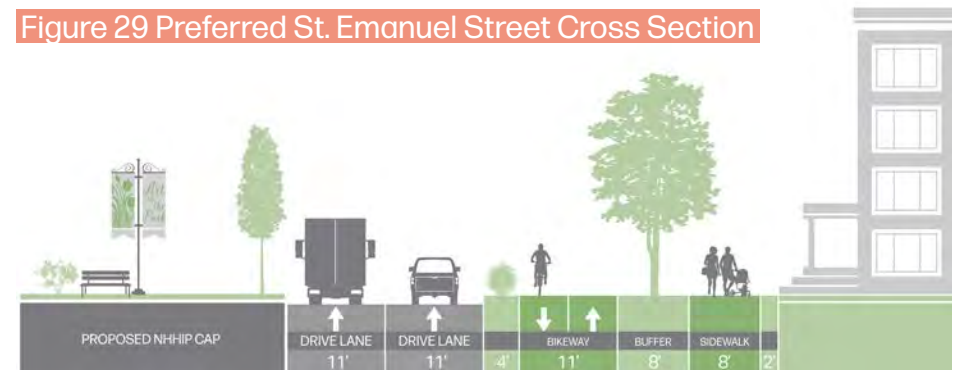 Figure 29 Preferred St. Emanuel Street Cross Section
PROPOSED NHHIP CAP
DRIVE LANE
11'
DRIVE LANE
11'
4'
BIKEWAY
11'
BUFFER
8'
SIDEWALK
8'
2'